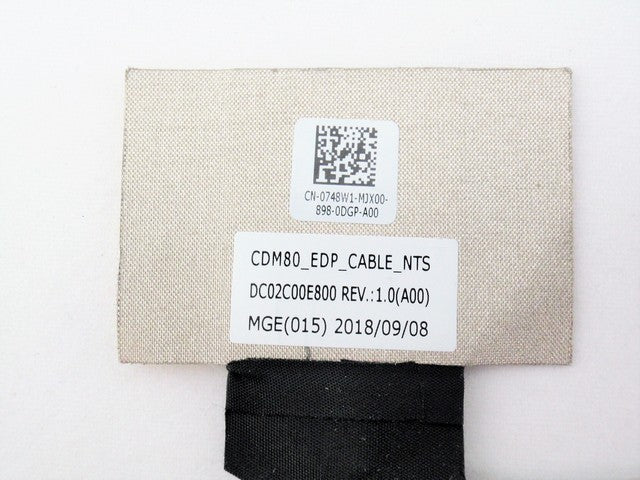 CN-0748W1-MJX00-
898-0DGP-A00
CDM80_EDP_CABLE_NTS
DC02C00E800 REV.:1.0(A00)
MGE(015) 2018/09/08